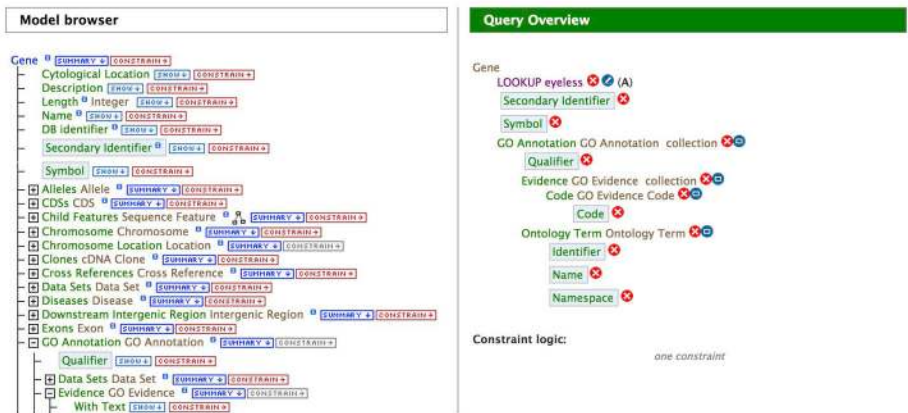 Model browser
Gene SUMMARY CONSTRAIN
Cytological Location SHOW CONSTRAIN
Description SHOW CONSTRAIN
Length Integer SHOW CONSTRAIN
Name SHOW CONSTRAIN
DB identifier SHOW CONSTRAIN
Secondary Identifier SHOW CONSTRAIN
Symbol SHOW CONSTRAIN
Alleles Allele SUMMARY CONSTRAIN
CDSs CDS SUMMARY CONSTRAIN
Child Features Sequence Feature SUMMARY CONSTRAIN
Chromosome Chromosome SUMMARY CONSTRAIN
Chromosome Location Location SUMMARY CONSTRAIN
Clones cDNA Clone SUMMARY CONSTRAIN
Cross References Cross Reference SUMMARY CONSTRAIN
Data Sets Data Set SUMMARY CONSTRAIN
Diseases Disease SUMMARY CONSTRAIN
Downstream Intergenic Region Intergenic Region SUMMARY CONSTRAIN
Exons Exon SUMMARY CONSTRAIN
GO Annotation GO Annotation SUMMARY CONSTRAIN
Qualifier SHOW CONSTRAIN
Data Sets Data Set SUMMARY CONSTRAIN
Evidence GO Evidence SUMMARY CONSTRAIN
With Text SHOW CONSTRAIN
Query Overview
Gene
LOOKUP eyeless (A)
Secondary Identifier
Symbol
GO Annotation GO Annotation collection
Qualifier
Evidence GO Evidence collection
Code GO Evidence Code
Code
Ontology Term Ontology Term
Identifier
Name
Namespace
Constraint logic:
one constraint